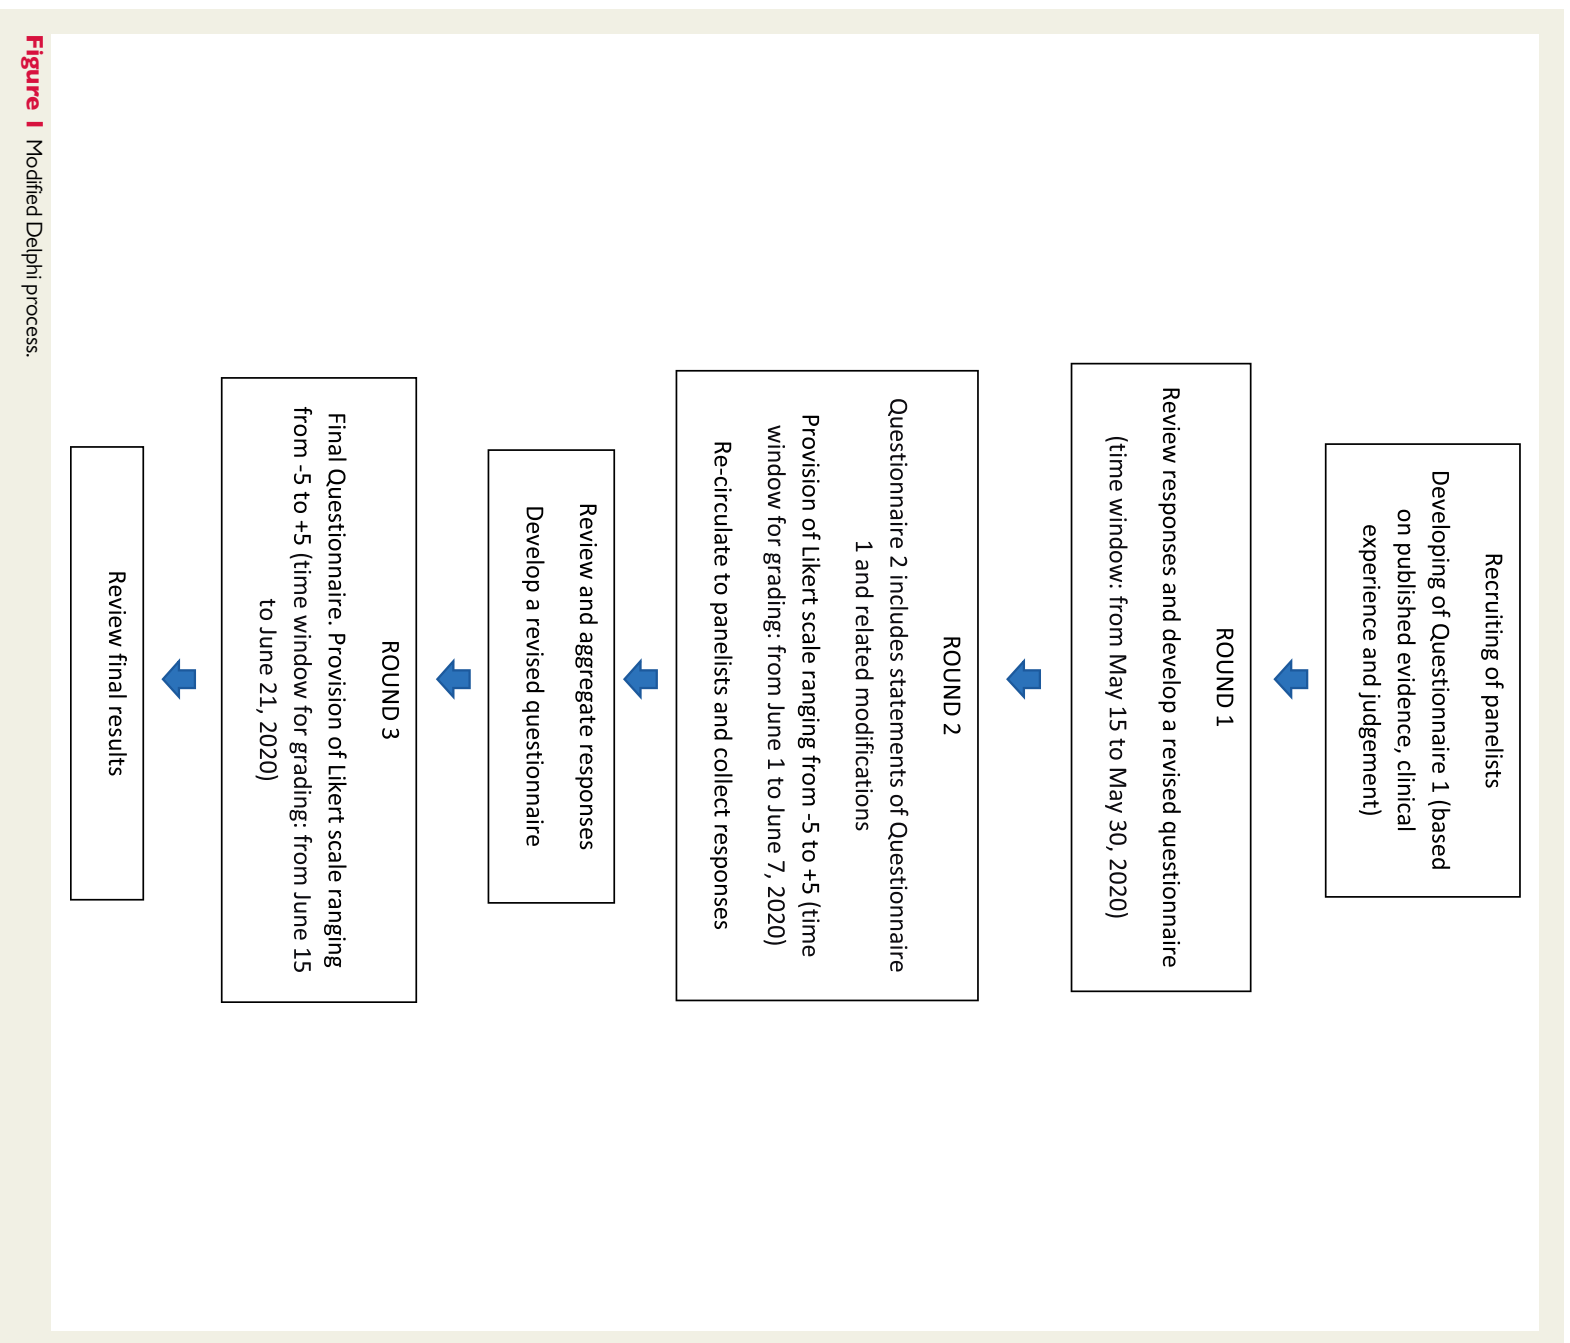 Recruiting of panelists
Developing of Questionnaire 1 (based
on published evidence, clinical
experience and judgement)
ROUND 1
Review responses and develop a revised questionnaire
(time window: from May 15 to May 30, 2020)
ROUND 2
Questionnaire 2 includes statements of Questionnaire
1 and related modifications
Provision of Likert scale ranging from -5 to +5 (time
window for grading: from June 1 to June 7, 2020)
Re-circulate to panelists and collect responses
Review and aggregate responses
Develop a revised questionnaire
ROUND 3
Final Questionnaire. Provision of Likert scale ranging
from -5 to +5 (time window for grading: from June 15
to June 21, 2020)
Review final results
Figure 1 Modified Delphi process.